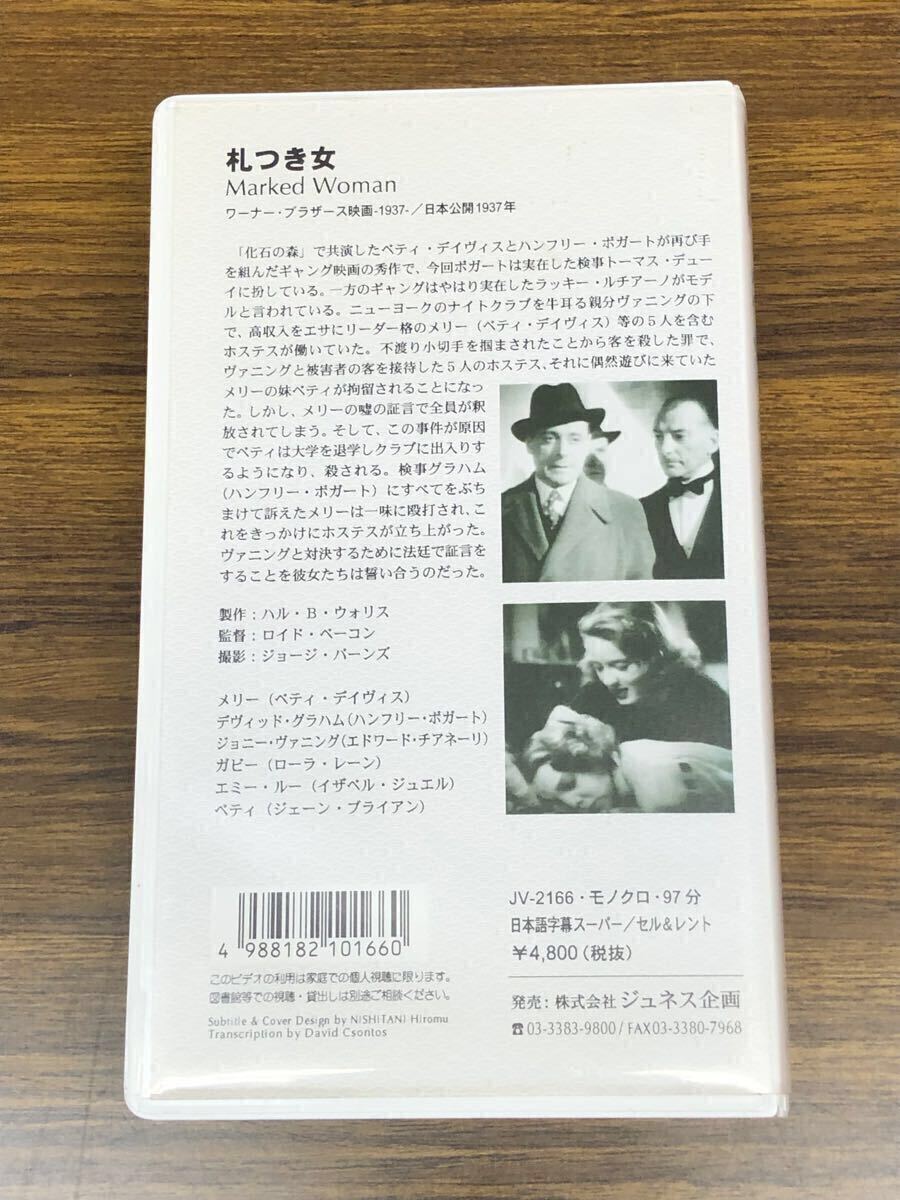 札つき女
Marked Woman
ワーナー・ブラザース映画-1937-／日本公開1937年
「化石の森」で共演したベティ・デイヴィスとハンフリー・ボガートが再び手
を組んだギャング映画の秀作で、今回ボガートは実在した検事トーマス・デュー
イに扮している。一方のギャングはやはり実在したラッキー・ルチアーノがモデ
ルと言われている。ニューヨークのナイトクラブを牛耳る親分ヴァニングの下
で、高収入をエサにリーダー格のメリー（ベティ・デイヴィス）等の５人を含む
ホステスが働いていた。不渡り小切手を掴まされたことから客を殺した罪で、
ヴァニングと被害者の客を接待した５人のホステス、それに偶然遊びに来ていた
メリーの妹ベティが拘留されることになっ
た。しかし、メリーの嘘の証言で全員が釈
放されてしまう。そして、この事件が原因
でベティは大学を退学しクラブに出入りす
るようになり、殺される。検事グラハム
（ハンフリー・ボガート）にすべてをぶち
まけて訴えたメリーは一味に殴打され、こ
れをきっかけにホステスが立ち上がった。
ヴァニングと対決するために法廷で証言を
することを彼女たちは誓い合うのだった。
製作：ハル・Ｂ・ウォリス
監督：ロイド・ベーコン
撮影：ジョージ・バーンズ
メリー（ベティ・デイヴィス）
デヴィッド・グラハム（ハンフリー・ボガート）
ジョニー・ヴァニング（エドワード・チアネーリ）
ガビー（ローラ・レーン）
エミー・ルー（イザベル・ジュエル）
ベティ（ジェーン・ブライアン）
4 988182 101660
このビデオの利用は家庭での個人視聴に限ります。
図書館等での視聴・貸出しは別途ご相談ください。
Subtitle & Cover Design by NISHITANI Hiromu
Transcription by David Csontos
JV-2166・モノクロ・97分
日本語字幕スーパー／セル＆レント
￥4,800（税抜）
発売：株式会社 ジュネス企画
☎03-3383-9800/FAX03-3380-7968